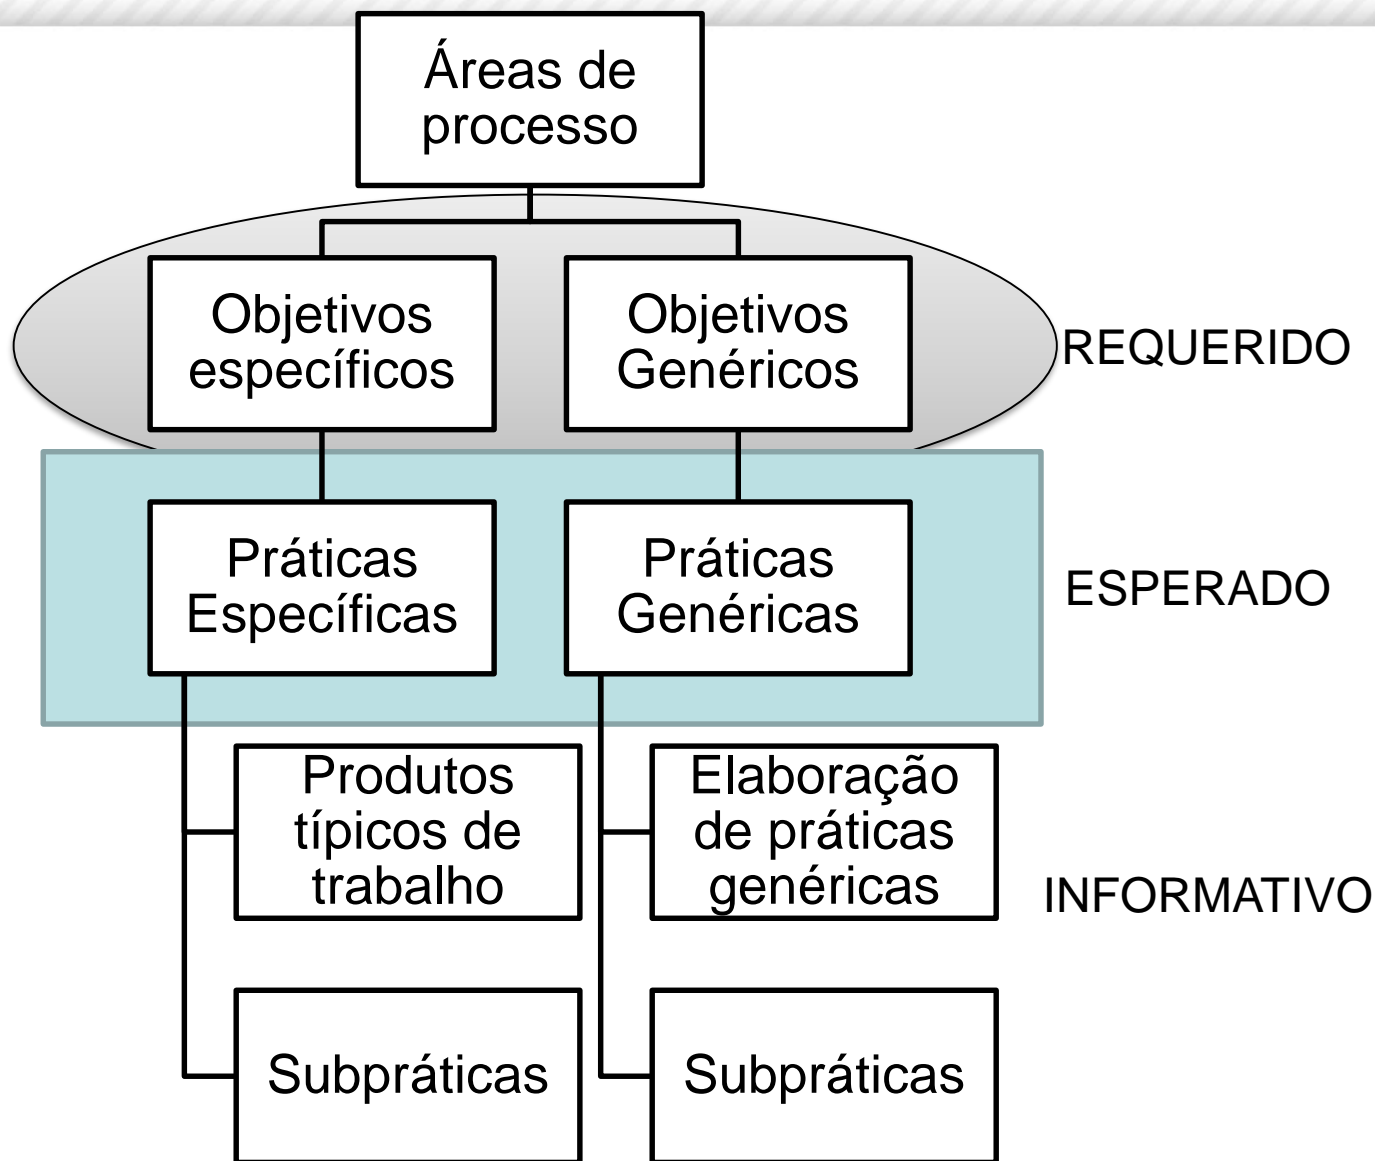 Áreas de
processo
Objetivos
específicos
Objetivos
Genéricos
REQUERIDO
Práticas
Específicas
Práticas
Genéricas
ESPERADO
Produtos
típicos de
trabalho
Elaboração
de práticas
genéricas
INFORMATIVO
Subpráticas
Subpráticas